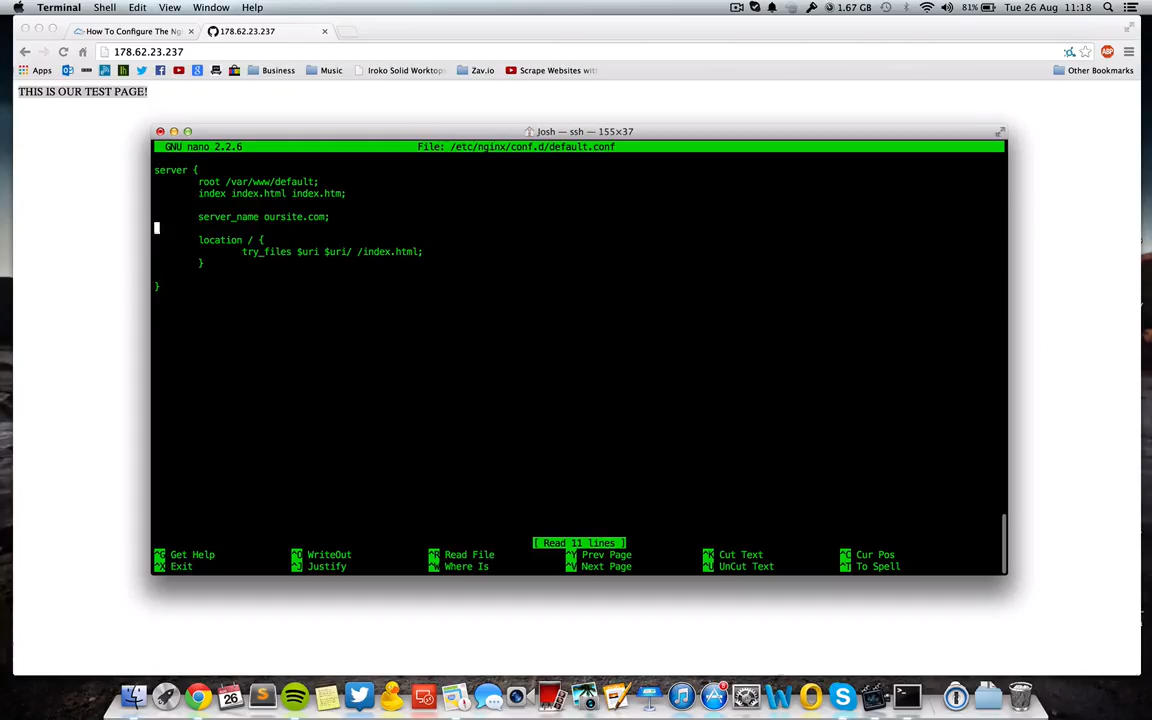 Terminal Shell Edit View Window Help 1.67 GB 81% Tue 26 Aug 11:18
How To Configure The Ng 178.62.23.237
178.62.23.237
Apps Business Music Iroko Solid Worktop Zav.io Scrape Websites wit Other Bookmarks
THIS IS OUR TEST PAGE!
Josh — ssh — 155×37
GNU nano 2.2.6 File: /etc/nginx/conf.d/default.conf
server {
root /var/www/default;
index index.html index.htm;
server_name oursite.com;
location / {
try_files $uri $uri/ /index.html;
}
}
[ Read 11 lines ]
^G Get Help ^O WriteOut ^R Read File ^Y Prev Page ^K Cut Text ^C Cur Pos
^X Exit ^J Justify ^W Where Is ^V Next Page ^U UnCut Text ^T To Spell
26